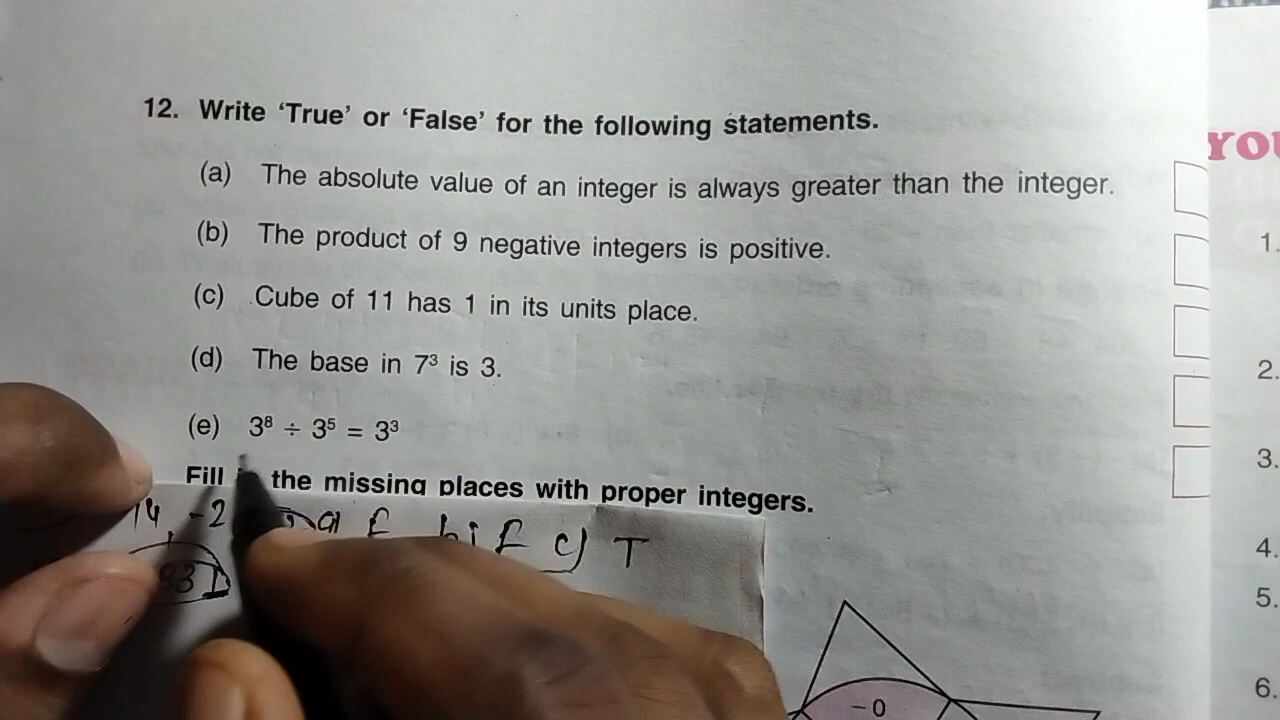 12. Write ‘True’ or ‘False’ for the following statements.
(a) The absolute value of an integer is always greater than the integer.
(b) The product of 9 negative integers is positive.
(c) Cube of 11 has 1 in its units place.
(d) The base in 7³ is 3.
(e) 3⁸ ÷ 3⁵ = 3³
Fill the missing places with proper integers.
14 -2 a) F b) F c) T
-0
YOU
1.
2.
3.
4.
5.
6.